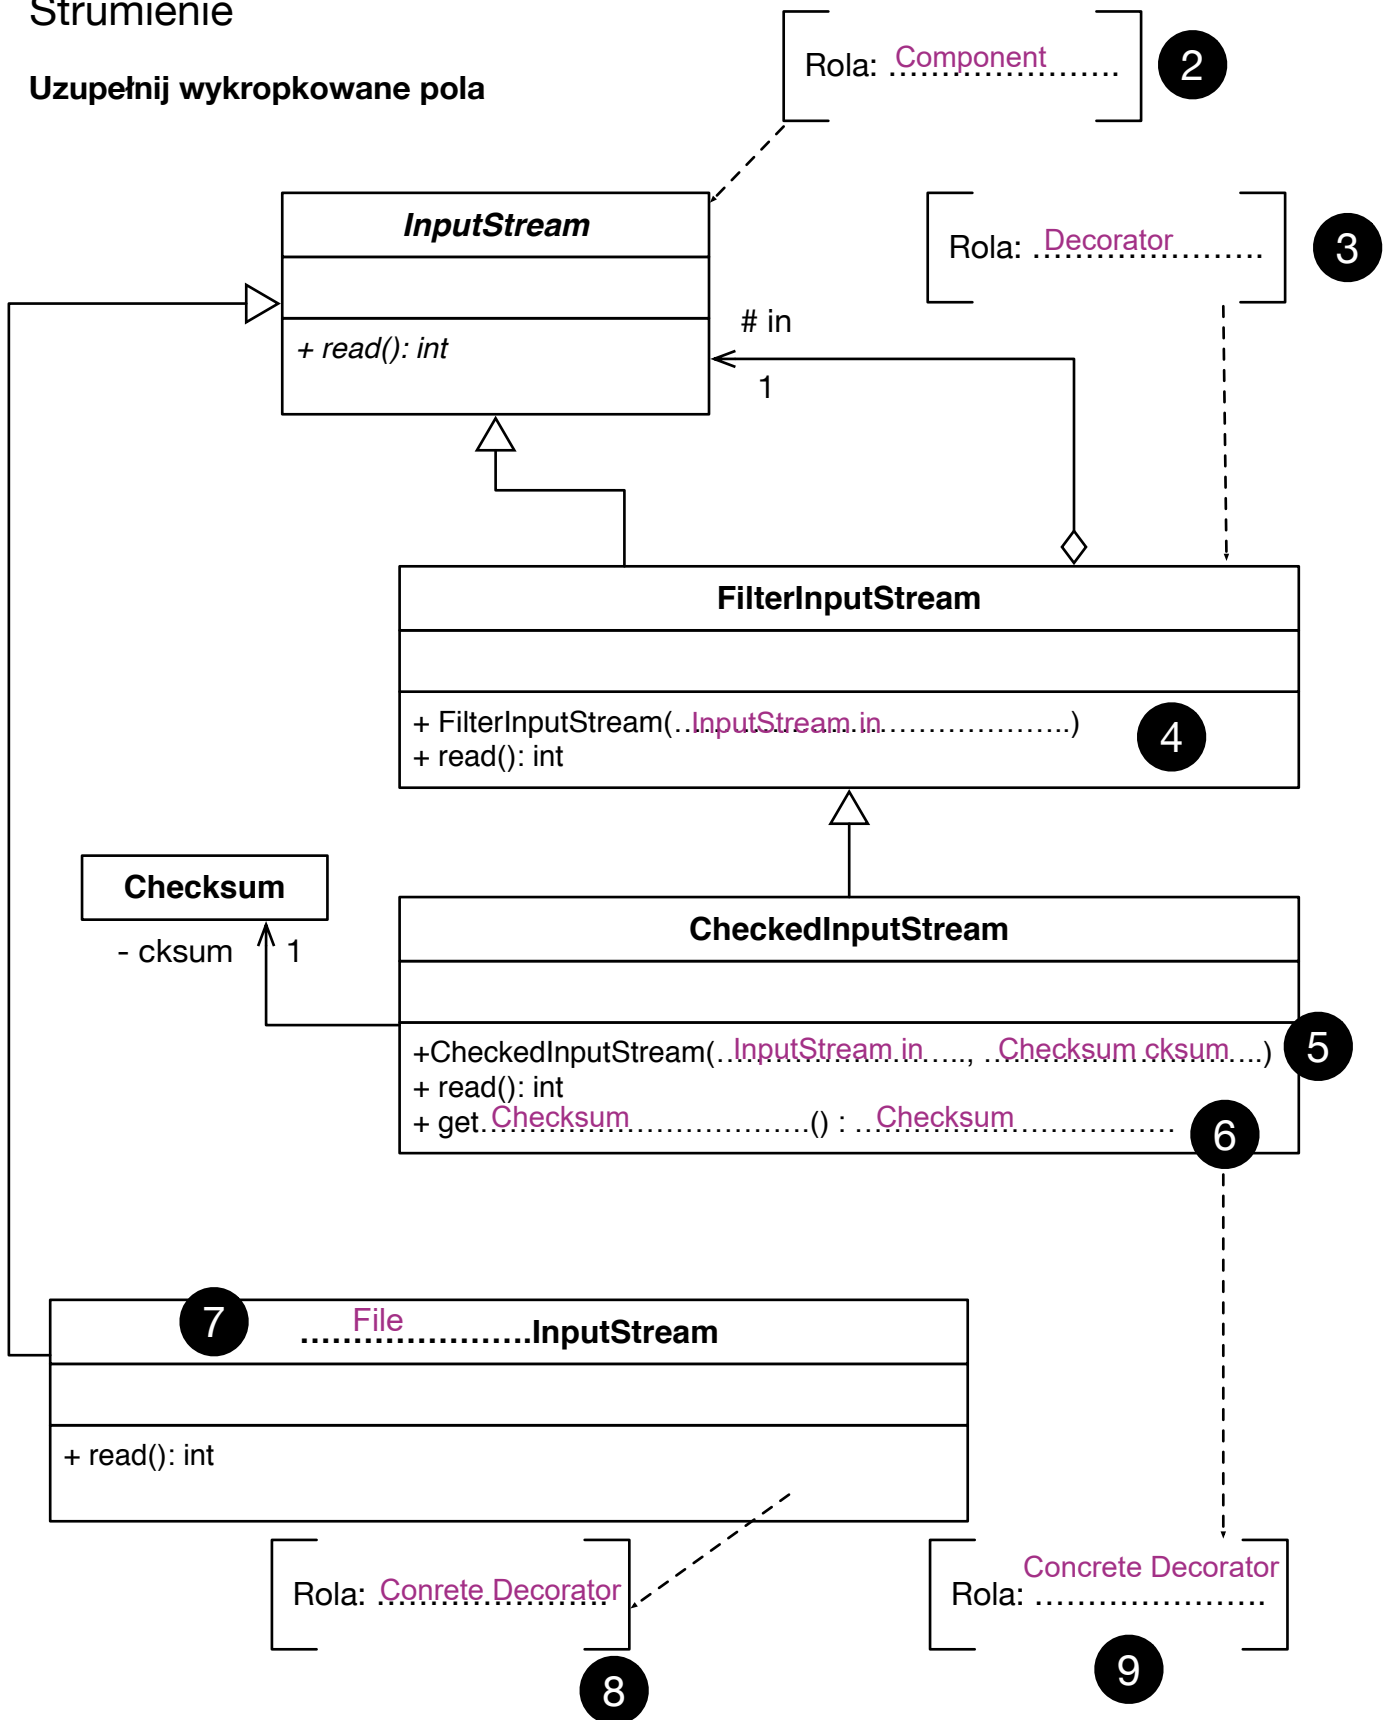 Strumienie
Uzupełnij wykropkowane pola
Rola: Component
2
InputStream
+ read(): int
Rola: Decorator
3
# in
1
FilterInputStream
+ FilterInputStream(InputStream in)
+ read(): int
4
Checksum
- cksum 1
CheckedInputStream
+CheckedInputStream(InputStream in, Checksum cksum)
5
+ read(): int
+ getChecksum() : Checksum
6
7
FileInputStream
+ read(): int
Rola: Conrete Decorator
8
Rola: Concrete Decorator
9